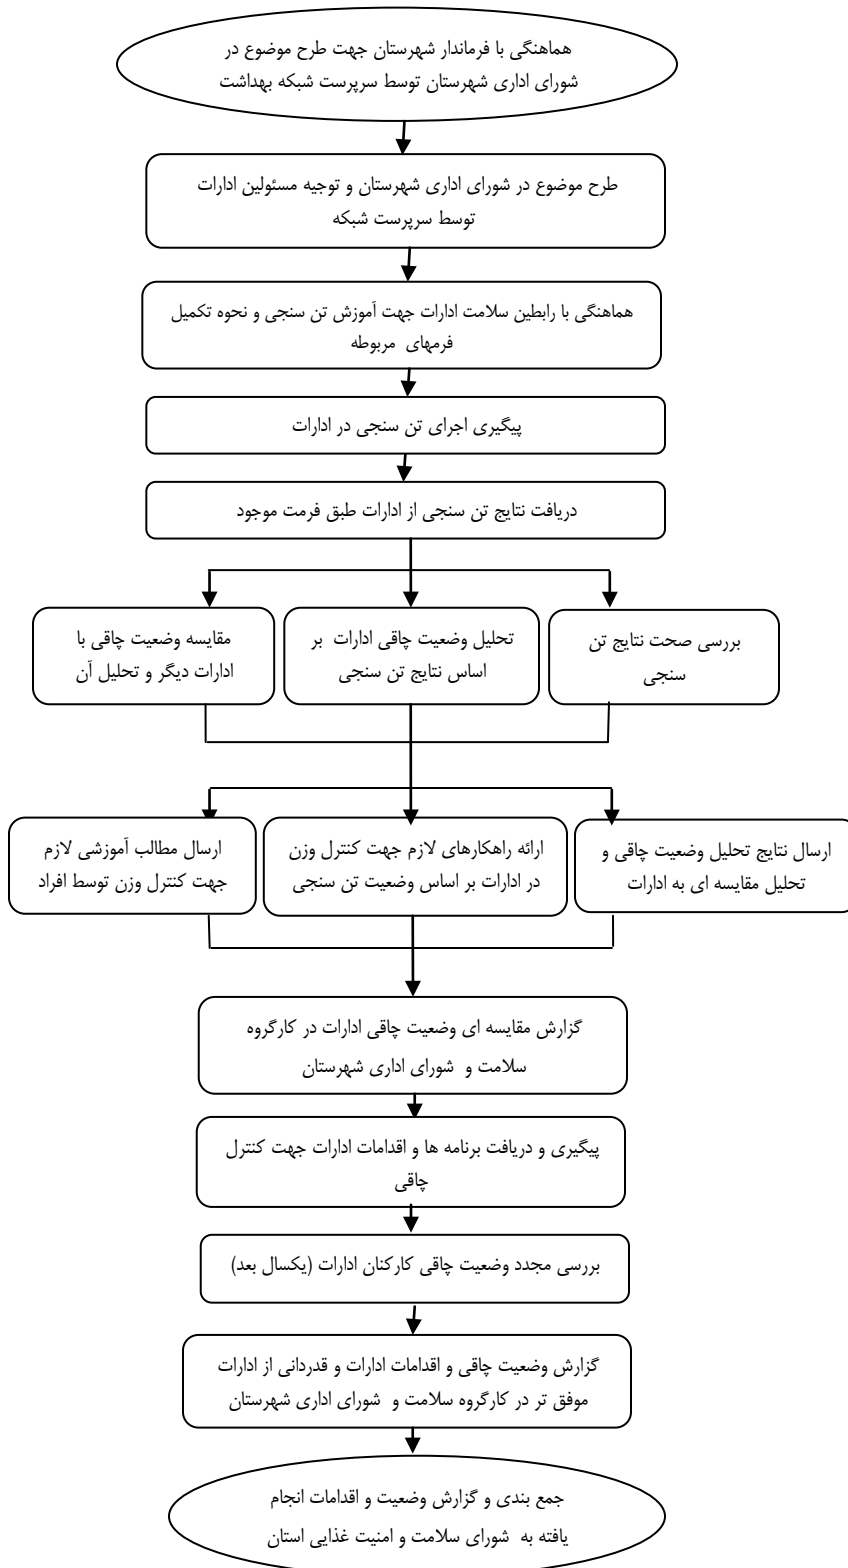 هماهنگی با فرماندار شهرستان جهت طرح موضوع در
شورای اداری شهرستان توسط سرپرست شبکه بهداشت
طرح موضوع در شورای اداری شهرستان و توجیه مسئولین ادارات
توسط سرپرست شبکه
هماهنگی با رابطین سلامت ادارات جهت آموزش تن سنجی و نحوه تکمیل
فرمهای مربوطه
پیگیری اجرای تن سنجی در ادارات
دریافت نتایج تن سنجی از ادارات طبق فرمت موجود
بررسی صحت نتایج تن
سنجی
تحلیل وضعیت چاقی ادارات بر
اساس نتایج تن سنجی
مقایسه وضعیت چاقی با
ادارات دیگر و تحلیل آن
ارسال نتایج تحلیل وضعیت چاقی و
تحلیل مقایسه ای به ادارات
ارائه راهکارهای لازم جهت کنترل وزن
در ادارات بر اساس وضعیت تن سنجی
ارسال مطالب آموزشی لازم
جهت کنترل وزن توسط افراد
گزارش مقایسه ای وضعیت چاقی ادارات در کارگروه
سلامت و شورای اداری شهرستان
پیگیری و دریافت برنامه ها و اقدامات ادارات جهت کنترل
چاقی
بررسی مجدد وضعیت چاقی کارکنان ادارات (یکسال بعد)
گزارش وضعیت چاقی و اقدامات ادارات و قدردانی از ادارات
موفق تر در کارگروه سلامت و شورای اداری شهرستان
جمع بندی و گزارش وضعیت و اقدامات انجام
یافته به شورای سلامت و امنیت غذایی استان